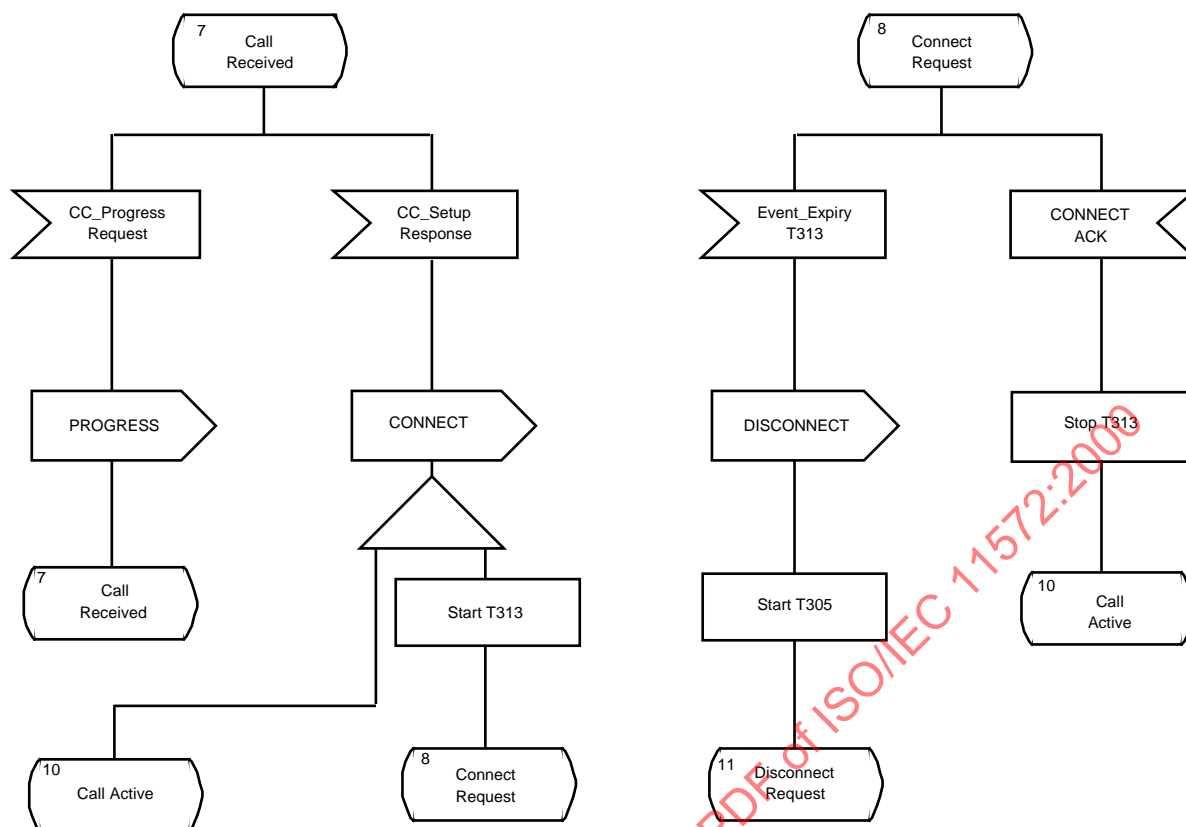 7
Call
Received
8
Connect
Request
CC_Progress
Request
CC_Setup
Response
Event_Expiry
T313
CONNECT
ACK
PROGRESS
CONNECT
DISCONNECT
Stop T313
7
Call
Received
Start T313
Start T305
10
Call
Active
10
Call Active
8
Connect
Request
11
Disconnect
Request
PDF of ISO/IEC 11572:2000